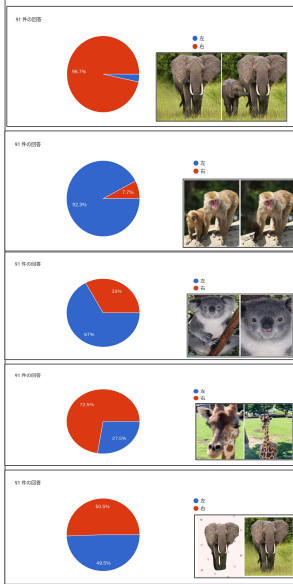 91 件の回答
左
右
96.7%
91 件の回答
左
右
7.7%
92.3%
91 件の回答
左
右
33%
67%
91 件の回答
左
右
72.5%
27.5%
91 件の回答
左
右
50.5%
49.5%